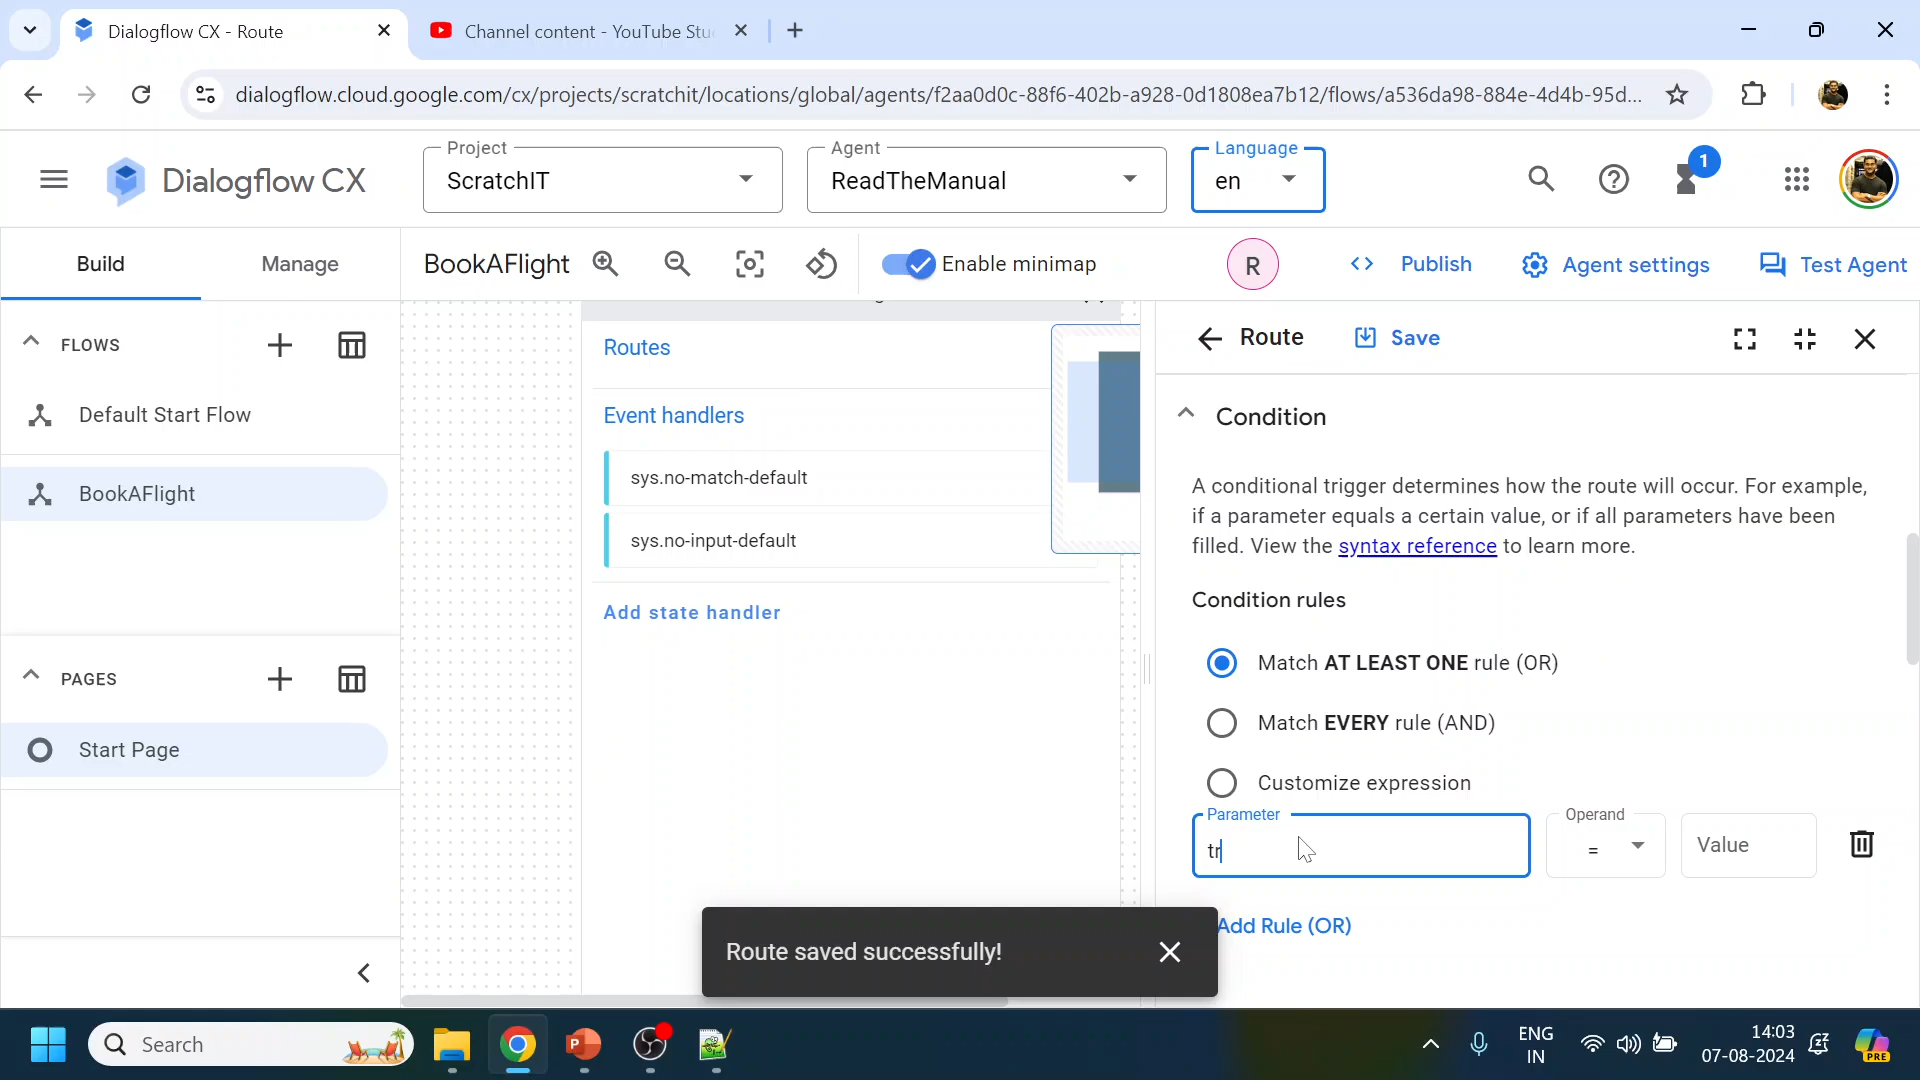 Dialogflow CX - Route
Channel content - YouTube Stu
dialogflow.cloud.google.com/cx/projects/scratchit/locations/global/agents/f2aa0d0c-88f6-402b-a928-0d1808ea7b12/flows/a536da98-884e-4d4b-95d...
Dialogflow CX
Project
ScratchIT
Agent
ReadTheManual
Language
en
1
Build
Manage
BookAFlight
Enable minimap
R
Publish
Agent settings
Test Agent
FLOWS
Default Start Flow
BookAFlight
PAGES
Start Page
Routes
Event handlers
sys.no-match-default
sys.no-input-default
Add state handler
Route
Save
Condition
A conditional trigger determines how the route will occur. For example,
if a parameter equals a certain value, or if all parameters have been
filled. View the syntax reference to learn more.
Condition rules
Match AT LEAST ONE rule (OR)
Match EVERY rule (AND)
Customize expression
Parameter
tr
Operand
=
Value
Add Rule (OR)
Route saved successfully!
Search
ENG
IN
14:03
07-08-2024
PRE